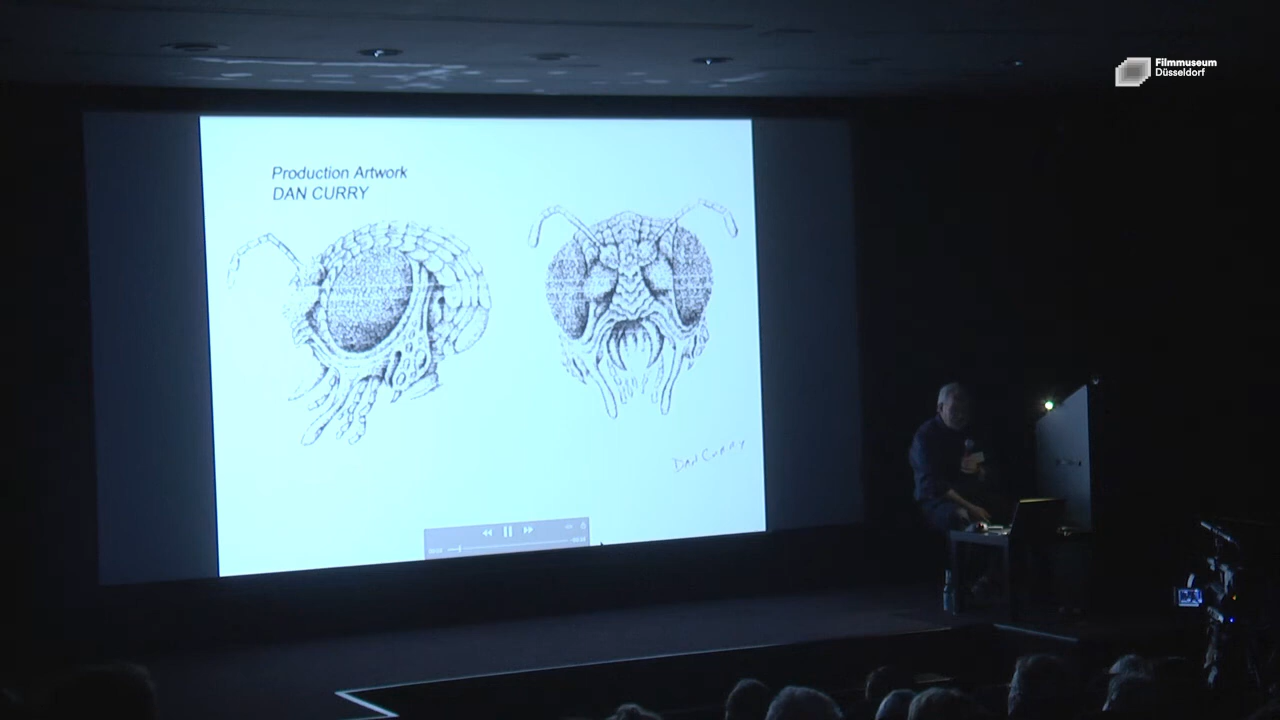 Filmmuseum
Düsseldorf
Production Artwork
DAN CURRY
DAN CURRY